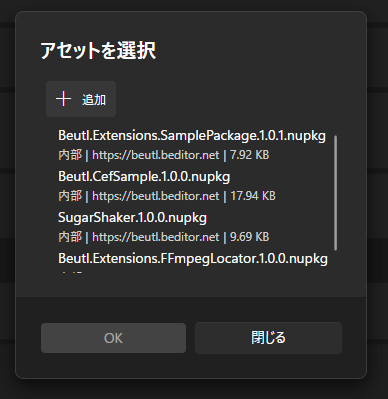 アセットを選択
追加
Beutl.Extensions.SamplePackage.1.0.1.nupkg
内部 | https://beutl.beditor.net | 7.92 KB
Beutl.CefSample.1.0.0.nupkg
内部 | https://beutl.beditor.net | 17.94 KB
SugarShaker.1.0.0.nupkg
内部 | https://beutl.beditor.net | 9.69 KB
Beutl.Extensions.FFmpegLocator.1.0.0.nupkg
OK
閉じる